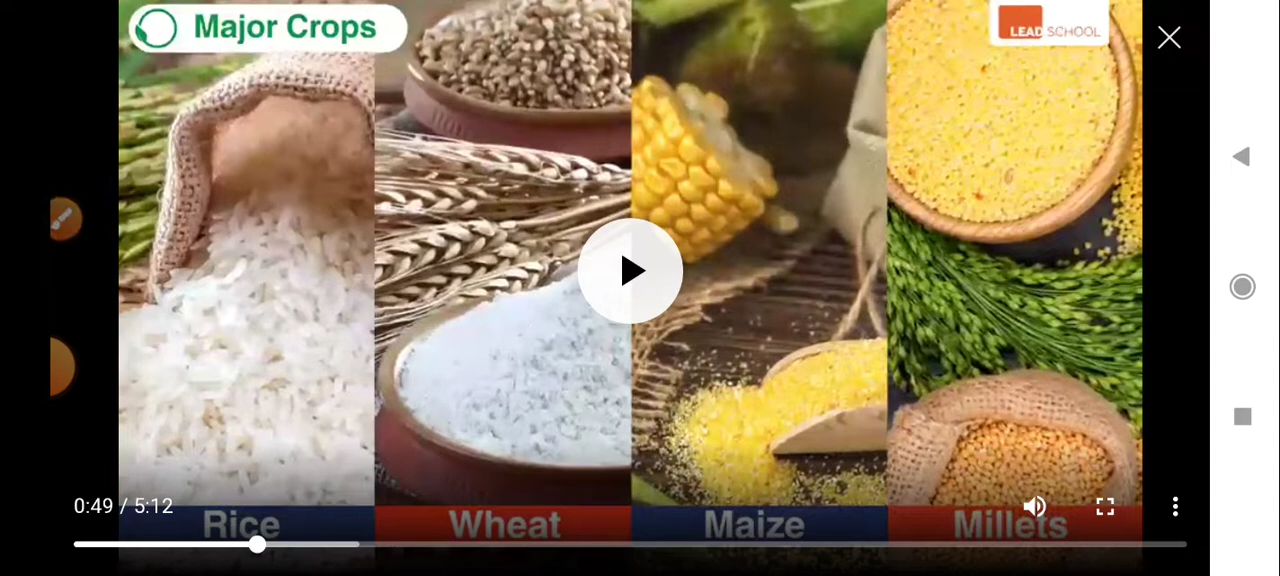 Major Crops
LEAD SCHOOL
0:49 / 5:12
Rice
Wheat
Maize
Millets